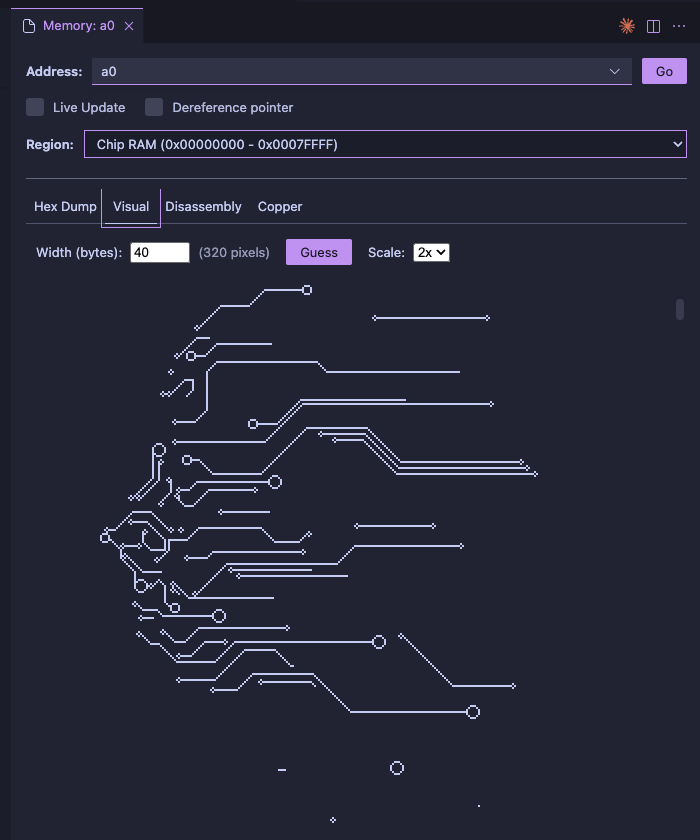 Memory: a0
Address: a0 Go
Live Update Dereference pointer
Region: Chip RAM (0x00000000 - 0x0007FFFF)
Hex Dump Visual Disassembly Copper
Width (bytes): 40 (320 pixels) Guess Scale: 2x